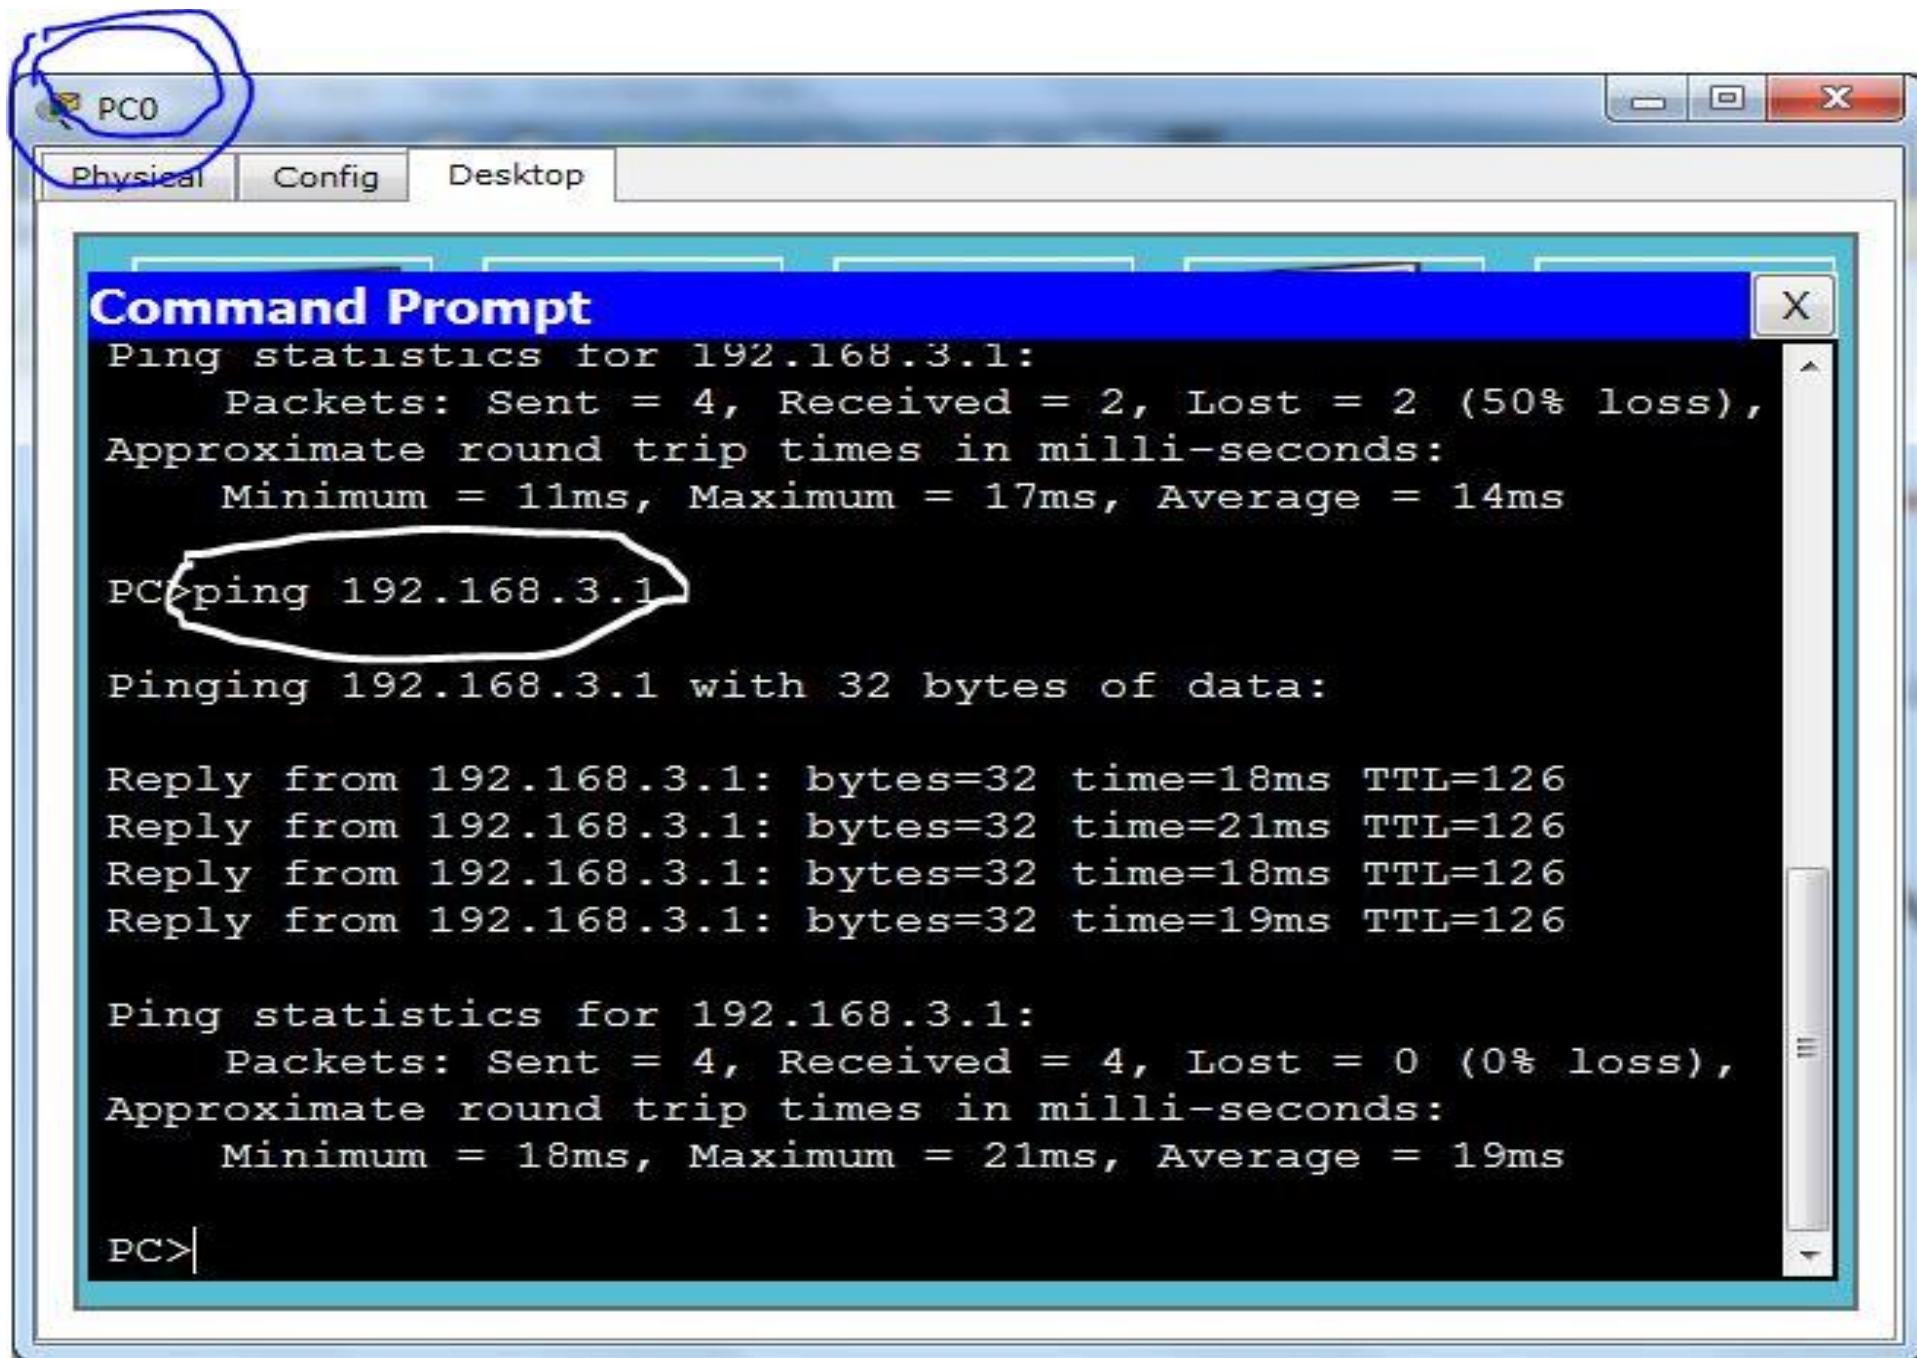 PC0
Physical Config Desktop
Command Prompt X
Ping statistics for 192.168.3.1:
Packets: Sent = 4, Received = 2, Lost = 2 (50% loss),
Approximate round trip times in milli-seconds:
Minimum = 11ms, Maximum = 17ms, Average = 14ms
PC>ping 192.168.3.1
Pinging 192.168.3.1 with 32 bytes of data:
Reply from 192.168.3.1: bytes=32 time=18ms TTL=126
Reply from 192.168.3.1: bytes=32 time=21ms TTL=126
Reply from 192.168.3.1: bytes=32 time=18ms TTL=126
Reply from 192.168.3.1: bytes=32 time=19ms TTL=126
Ping statistics for 192.168.3.1:
Packets: Sent = 4, Received = 4, Lost = 0 (0% loss),
Approximate round trip times in milli-seconds:
Minimum = 18ms, Maximum = 21ms, Average = 19ms
PC>